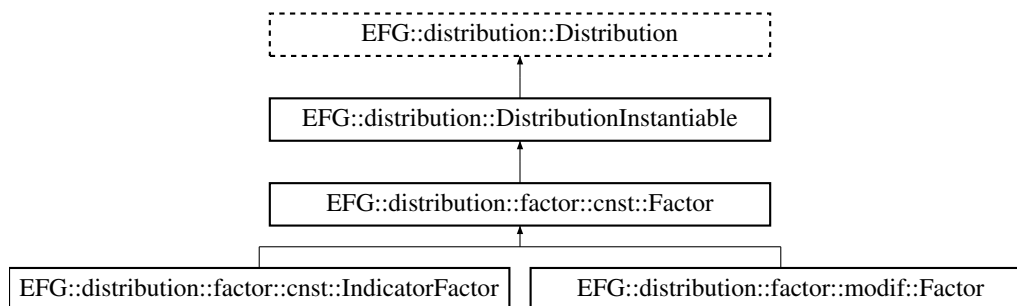 EFG::distribution::Distribution
EFG::distribution::DistributionInstantiable
EFG::distribution::factor::cnst::Factor
EFG::distribution::factor::cnst::IndicatorFactor
EFG::distribution::factor::modif::Factor